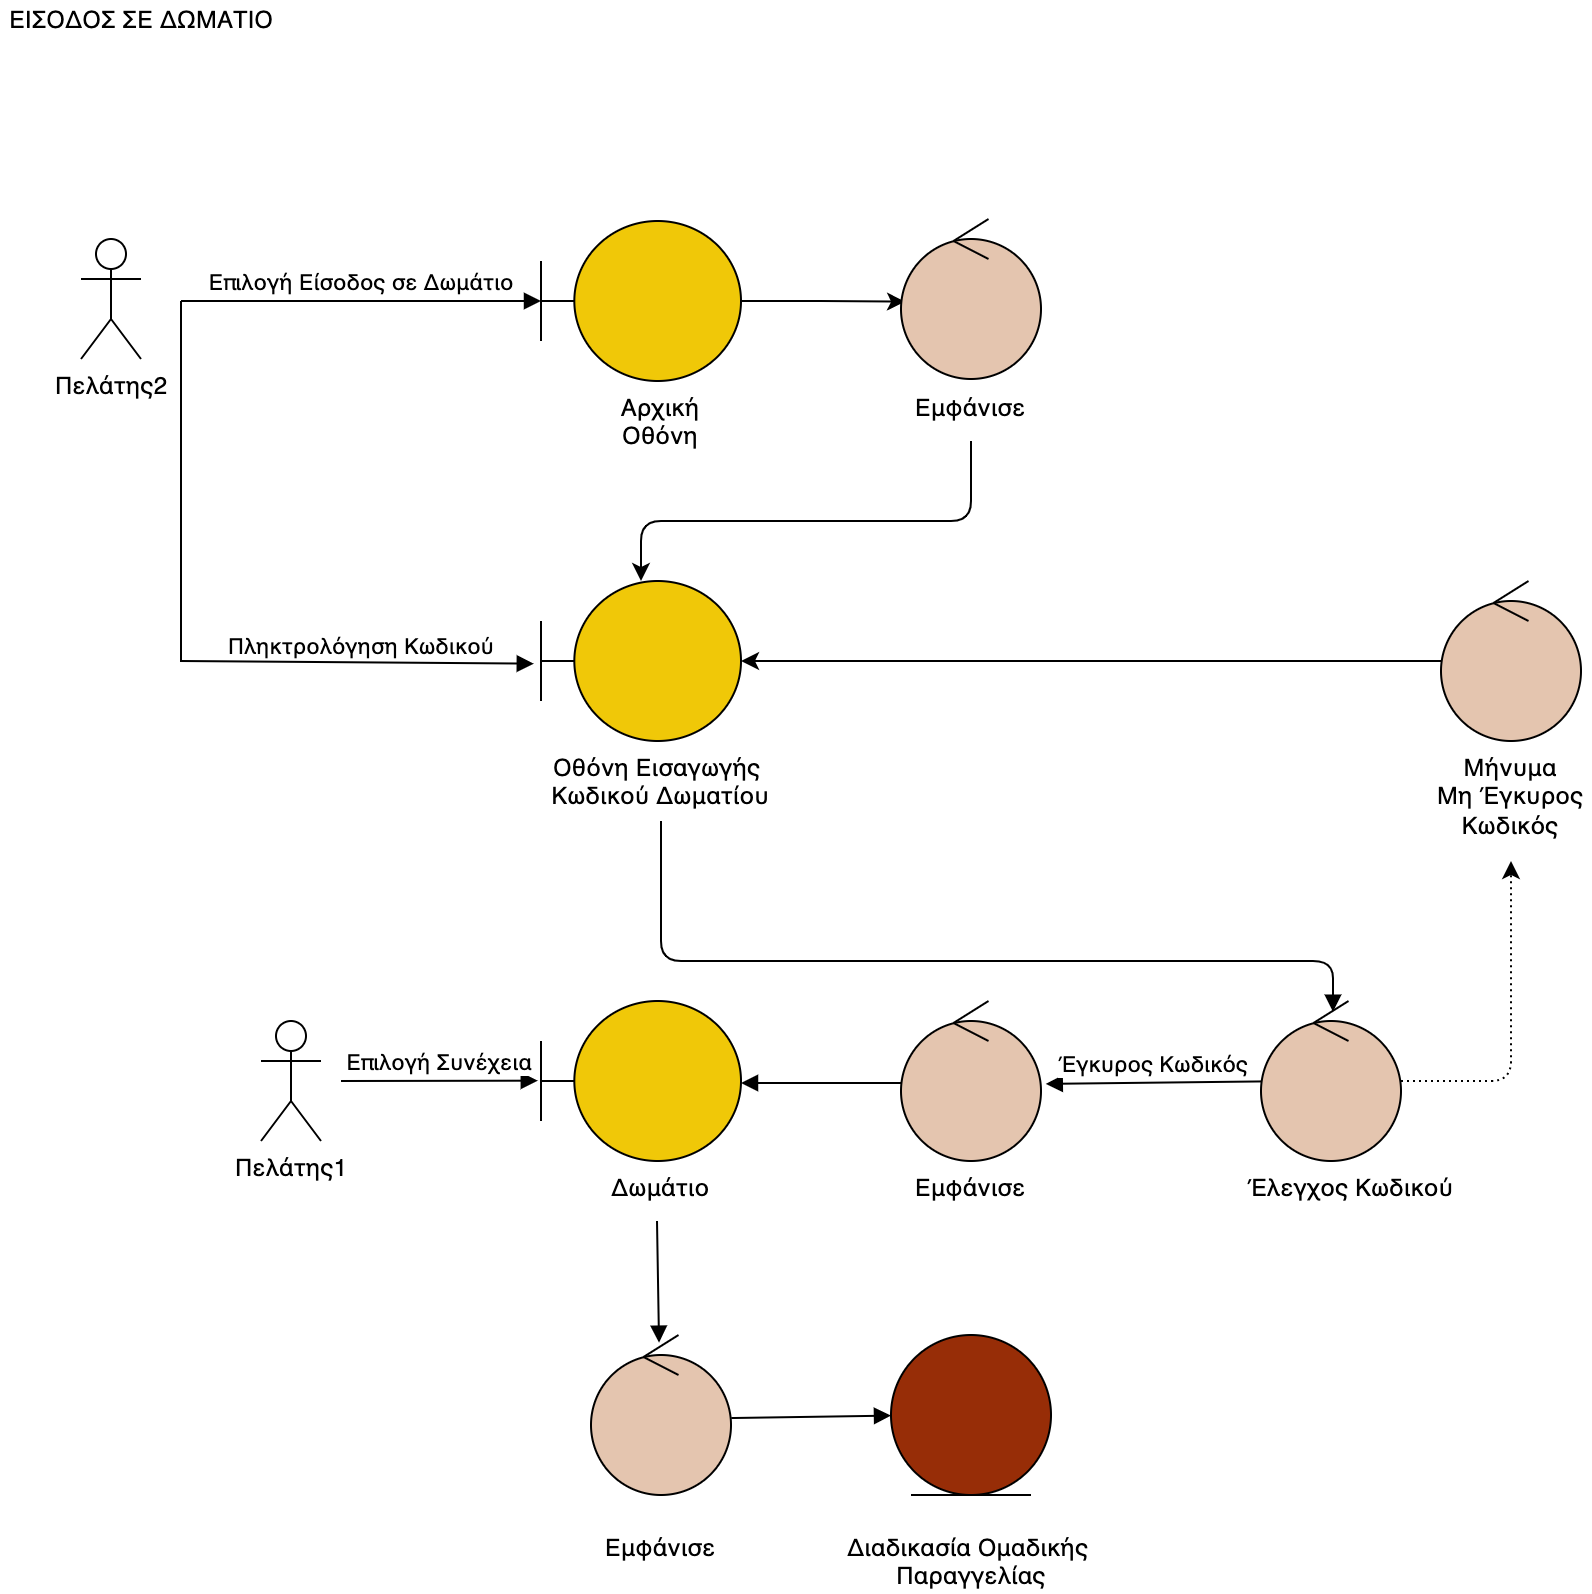 ΕΙΣΟΔΟΣ ΣΕ ΔΩΜΑΤΙΟ
Επιλογή Είσοδος σε Δωμάτιο
Πελάτης2
Αρχική
Οθόνη
Εμφάνισε
Πληκτρολόγηση Κωδικού
Οθόνη Εισαγωγής
Κωδικού Δωματίου
Μήνυμα
Μη Έγκυρος
Κωδικός
Επιλογή Συνέχεια
Έγκυρος Κωδικός
Πελάτης1
Δωμάτιο
Εμφάνισε
Έλεγχος Κωδικού
Εμφάνισε
Διαδικασία Ομαδικής
Παραγγελίας